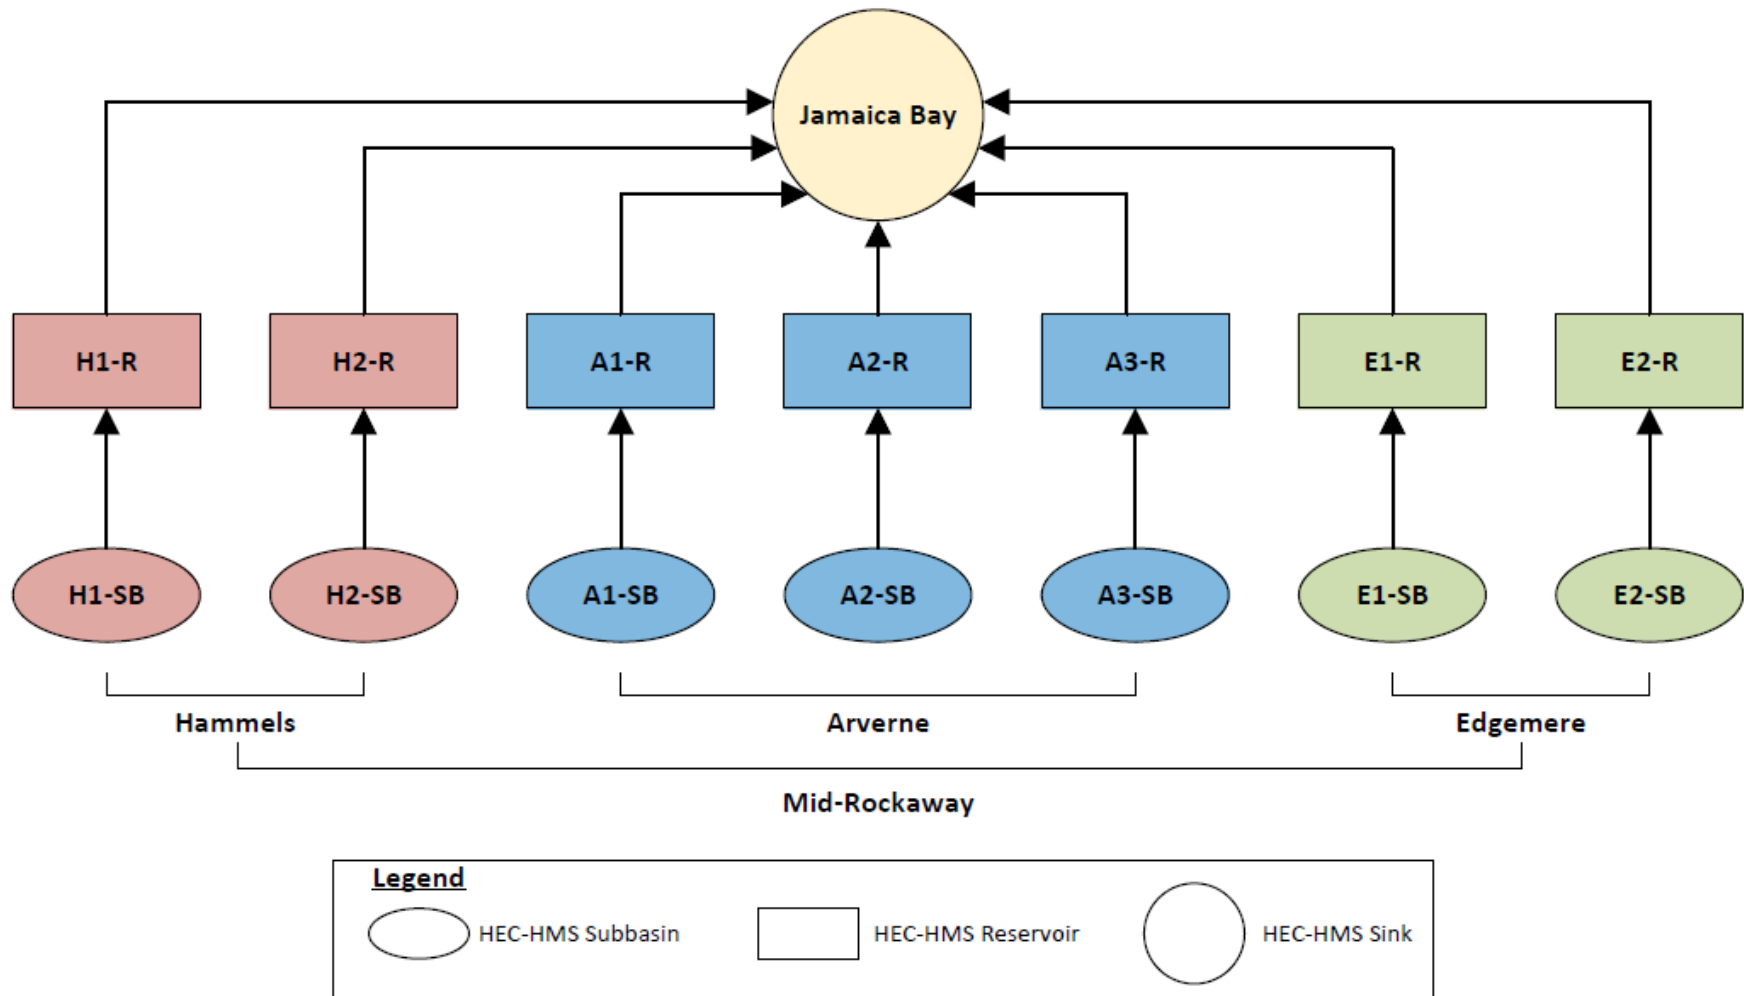 Jamaica Bay
H1-R
H2-R
A1-R
A2-R
A3-R
E1-R
E2-R
H1-SB
H2-SB
A1-SB
A2-SB
A3-SB
E1-SB
E2-SB
Hammels
Arverne
Edgemere
Mid-Rockaway
Legend
HEC-HMS Subbasin
HEC-HMS Reservoir
HEC-HMS Sink